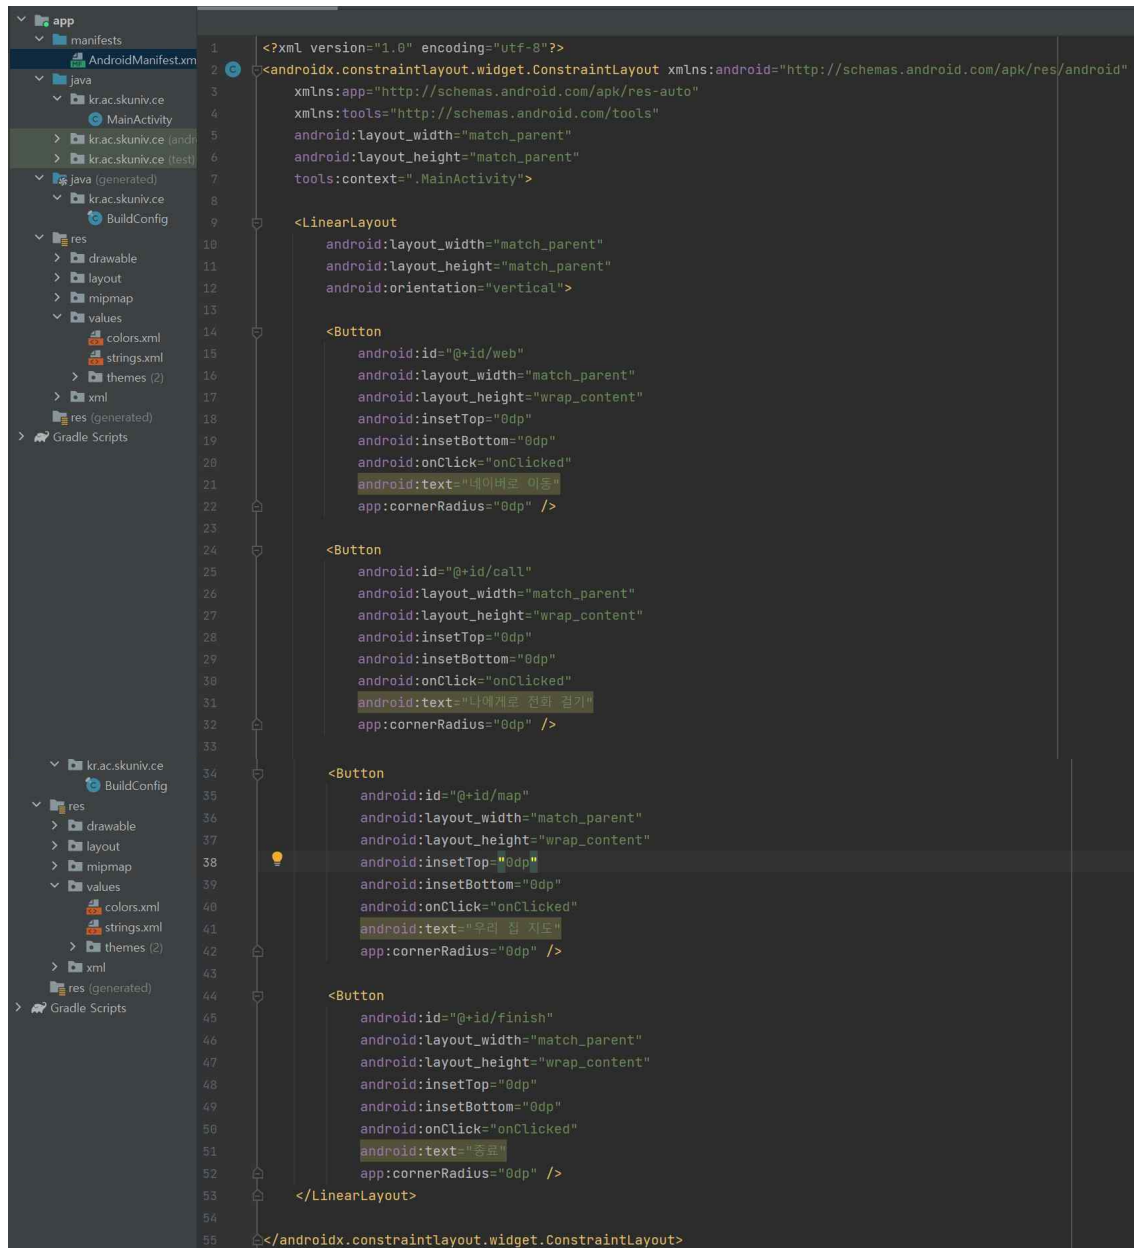 app
manifests
AndroidManifest.xm
java
kr.ac.skuniv.ce
MainActivity
kr.ac.skuniv.ce (andr
kr.ac.skuniv.ce (test)
java (generated)
kr.ac.skuniv.ce
BuildConfig
res
drawable
layout
mipmap
values
colors.xml
strings.xml
themes (2)
xml
res (generated)
Gradle Scripts
1 <?xml version="1.0" encoding="utf-8"?>
2 <androidx.constraintlayout.widget.ConstraintLayout xmlns:android="http://schemas.android.com/apk/res/android"
3 xmlns:app="http://schemas.android.com/apk/res-auto"
4 xmlns:tools="http://schemas.android.com/tools"
5 android:layout_width="match_parent"
6 android:layout_height="match_parent"
7 tools:context=".MainActivity">
8
9 <LinearLayout
10 android:layout_width="match_parent"
11 android:layout_height="match_parent"
12 android:orientation="vertical">
13
14 <Button
15 android:id="@+id/web"
16 android:layout_width="match_parent"
17 android:layout_height="wrap_content"
18 android:insetTop="0dp"
19 android:insetBottom="0dp"
20 android:onClick="onClicked"
21 android:text="네이버로 이동"
22 app:cornerRadius="0dp" />
23
24 <Button
25 android:id="@+id/call"
26 android:layout_width="match_parent"
27 android:layout_height="wrap_content"
28 android:insetTop="0dp"
29 android:insetBottom="0dp"
30 android:onClick="onClicked"
31 android:text="나에게로 전화 걸기"
32 app:cornerRadius="0dp" />
33
kr.ac.skuniv.ce
BuildConfig
res
drawable
layout
mipmap
values
colors.xml
strings.xml
themes (2)
xml
res (generated)
Gradle Scripts
34 <Button
35 android:id="@+id/map"
36 android:layout_width="match_parent"
37 android:layout_height="wrap_content"
38 android:insetTop="0dp"
39 android:insetBottom="0dp"
40 android:onClick="onClicked"
41 android:text="우리 집 지도"
42 app:cornerRadius="0dp" />
43
44 <Button
45 android:id="@+id/finish"
46 android:layout_width="match_parent"
47 android:layout_height="wrap_content"
48 android:insetTop="0dp"
49 android:insetBottom="0dp"
50 android:onClick="onClicked"
51 android:text="종료"
52 app:cornerRadius="0dp" />
53 </LinearLayout>
54
55 </androidx.constraintlayout.widget.ConstraintLayout>